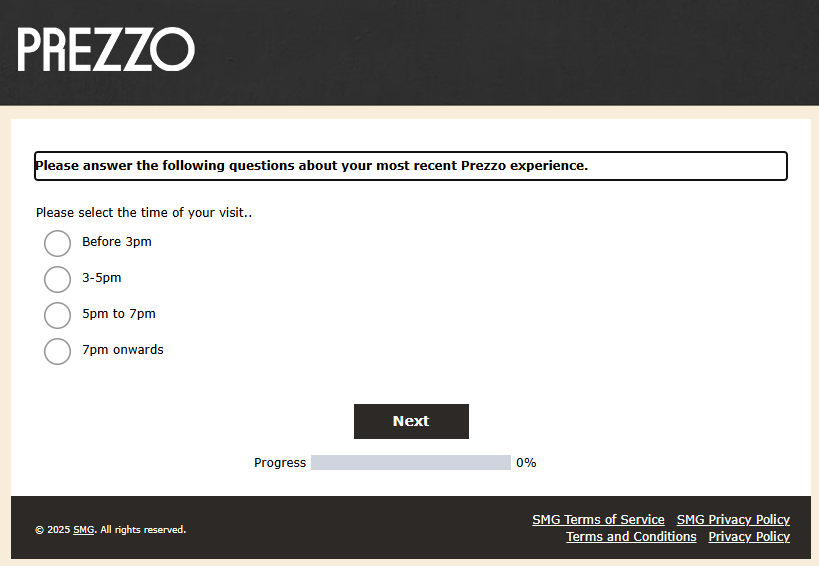 PREZZO
Please answer the following questions about your most recent Prezzo experience.
Please select the time of your visit..
Before 3pm
3-5pm
5pm to 7pm
7pm onwards
Next
Progress 0%
© 2025 SMG. All rights reserved.
SMG Terms of Service SMG Privacy Policy
Terms and Conditions Privacy Policy